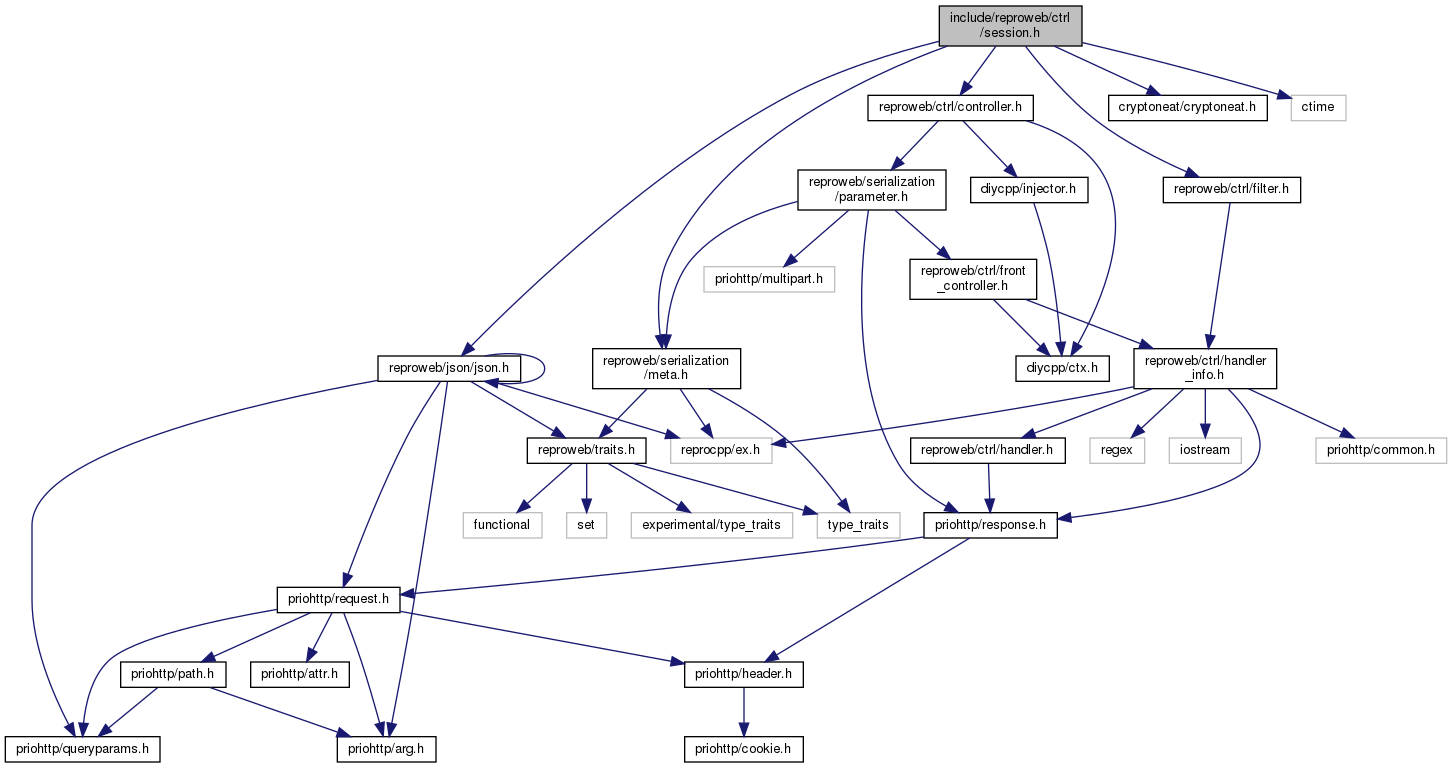 include/reproweb/ctrl
/session.h
reproweb/ctrl/controller.h
cryptoneat/cryptoneat.h
ctime
reproweb/serialization
/parameter.h
diycpp/injector.h
reproweb/ctrl/filter.h
priohttp/multipart.h
reproweb/ctrl/front
_controller.h
reproweb/json/json.h
reproweb/serialization
/meta.h
diycpp/ctx.h
reproweb/ctrl/handler
_info.h
reproweb/traits.h
reprocpp/ex.h
reproweb/ctrl/handler.h
regex
iostream
priohttp/common.h
functional
set
experimental/type_traits
type_traits
priohttp/response.h
priohttp/request.h
priohttp/path.h
priohttp/attr.h
priohttp/header.h
priohttp/queryparams.h
priohttp/arg.h
priohttp/cookie.h